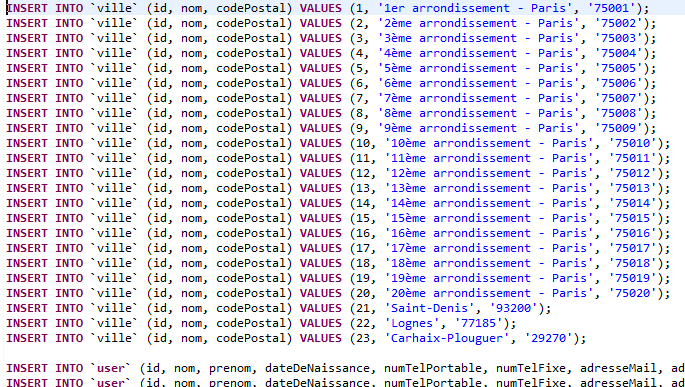 INSERT INTO `ville` (id, nom, codePostal) VALUES (1, '1er arrondissement - Paris', '75001');
INSERT INTO `ville` (id, nom, codePostal) VALUES (2, '2ème arrondissement - Paris', '75002');
INSERT INTO `ville` (id, nom, codePostal) VALUES (3, '3ème arrondissement - Paris', '75003');
INSERT INTO `ville` (id, nom, codePostal) VALUES (4, '4ème arrondissement - Paris', '75004');
INSERT INTO `ville` (id, nom, codePostal) VALUES (5, '5ème arrondissement - Paris', '75005');
INSERT INTO `ville` (id, nom, codePostal) VALUES (6, '6ème arrondissement - Paris', '75006');
INSERT INTO `ville` (id, nom, codePostal) VALUES (7, '7ème arrondissement - Paris', '75007');
INSERT INTO `ville` (id, nom, codePostal) VALUES (8, '8ème arrondissement - Paris', '75008');
INSERT INTO `ville` (id, nom, codePostal) VALUES (9, '9ème arrondissement - Paris', '75009');
INSERT INTO `ville` (id, nom, codePostal) VALUES (10, '10ème arrondissement - Paris', '75010');
INSERT INTO `ville` (id, nom, codePostal) VALUES (11, '11ème arrondissement - Paris', '75011');
INSERT INTO `ville` (id, nom, codePostal) VALUES (12, '12ème arrondissement - Paris', '75012');
INSERT INTO `ville` (id, nom, codePostal) VALUES (13, '13ème arrondissement - Paris', '75013');
INSERT INTO `ville` (id, nom, codePostal) VALUES (14, '14ème arrondissement - Paris', '75014');
INSERT INTO `ville` (id, nom, codePostal) VALUES (15, '15ème arrondissement - Paris', '75015');
INSERT INTO `ville` (id, nom, codePostal) VALUES (16, '16ème arrondissement - Paris', '75016');
INSERT INTO `ville` (id, nom, codePostal) VALUES (17, '17ème arrondissement - Paris', '75017');
INSERT INTO `ville` (id, nom, codePostal) VALUES (18, '18ème arrondissement - Paris', '75018');
INSERT INTO `ville` (id, nom, codePostal) VALUES (19, '19ème arrondissement - Paris', '75019');
INSERT INTO `ville` (id, nom, codePostal) VALUES (20, '20ème arrondissement - Paris', '75020');
INSERT INTO `ville` (id, nom, codePostal) VALUES (21, 'Saint-Denis', '93200');
INSERT INTO `ville` (id, nom, codePostal) VALUES (22, 'Lognes', '77185');
INSERT INTO `ville` (id, nom, codePostal) VALUES (23, 'Carhaix-Plouguer', '29270');
INSERT INTO `user` (id, nom, prenom, dateDeNaissance, numTelPortable, numTelFixe, adresseMail, ad
INSERT INTO `user` (id, nom, prenom, dateDeNaissance, numTelPortable, numTelFixe, adresseMail, ad